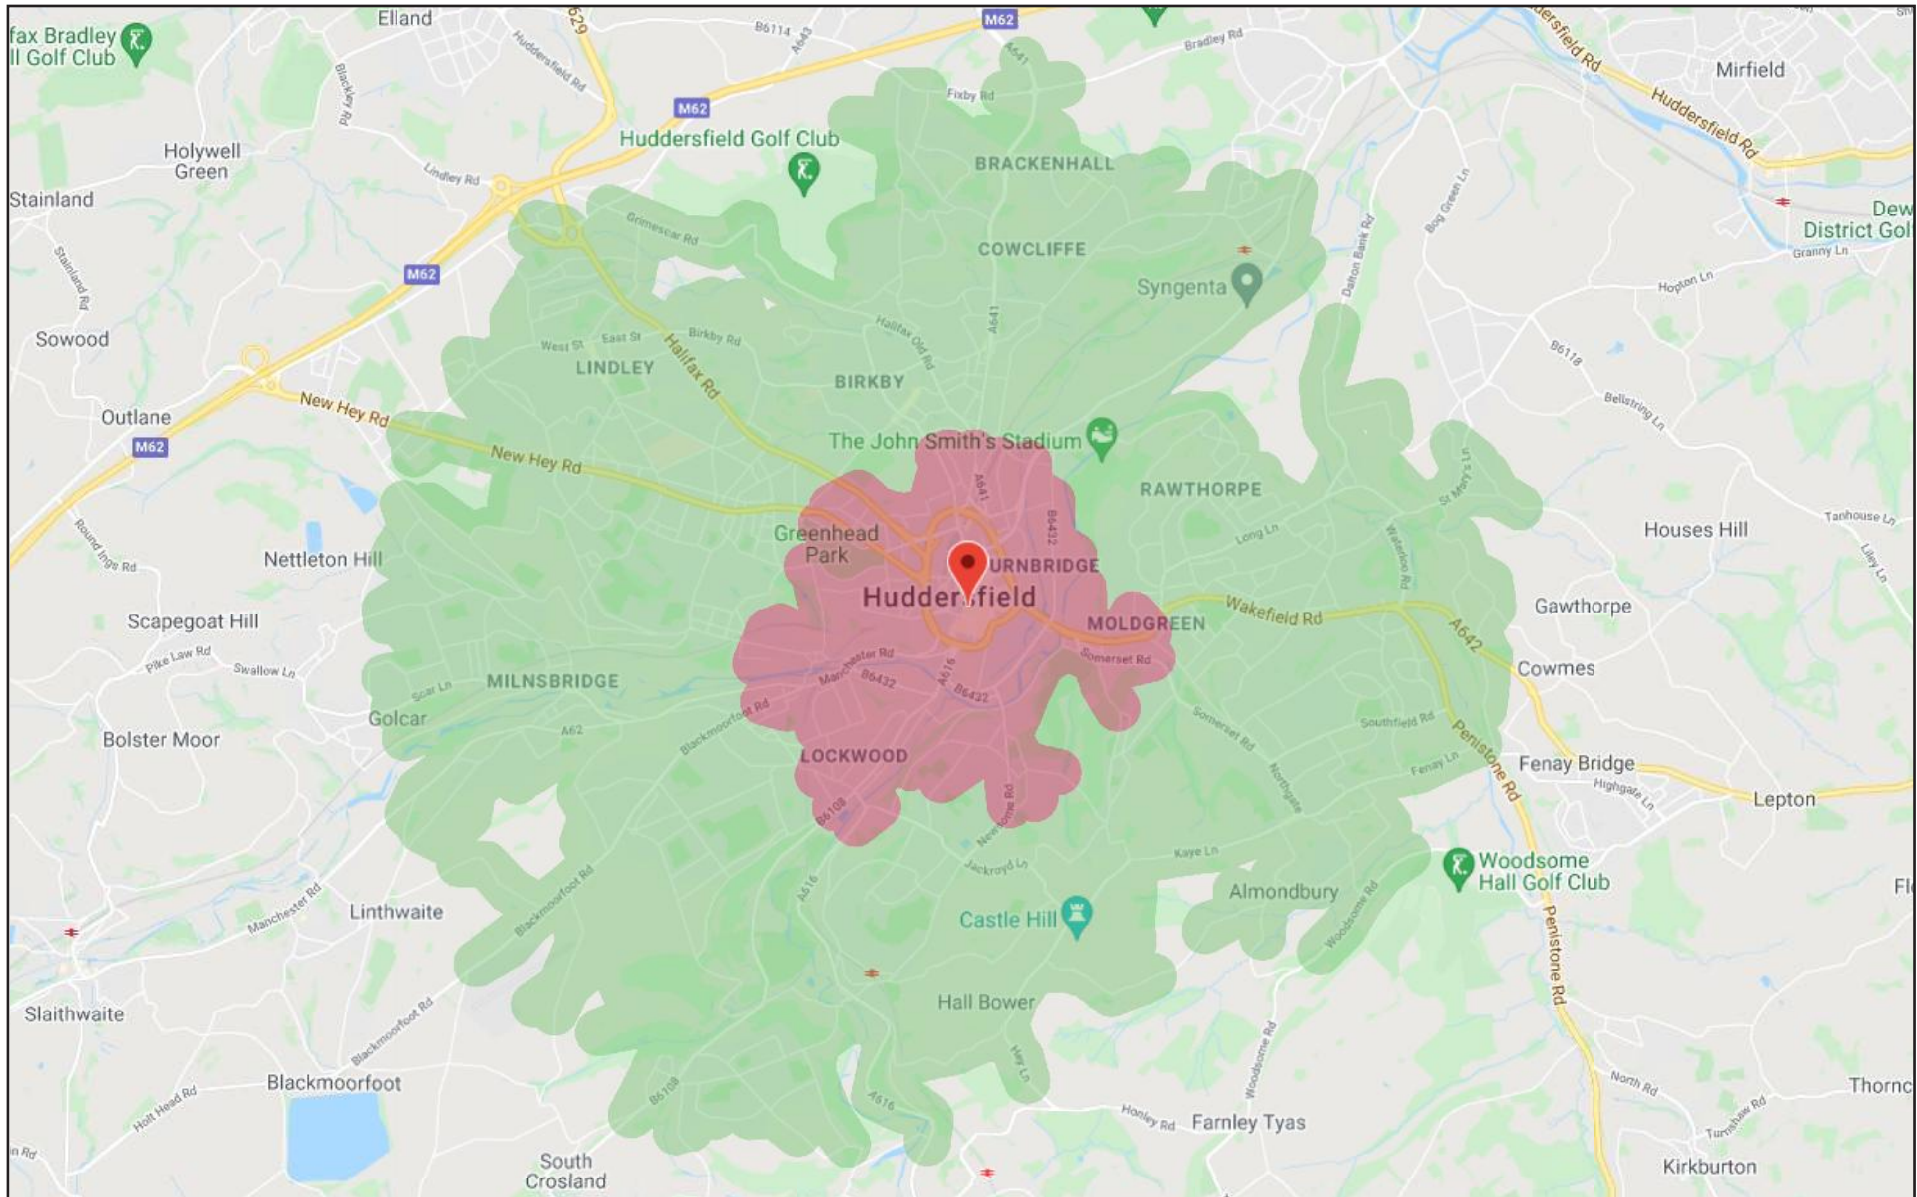 Elland
629
B6114
A643
M62
A641
Bradley Rd
dersfield Rd
fax Bradley
ll Golf Club
Huddersfield Rd
Blackley Rd
Mirfield
Fixby Rd
M62
Huddersfield Rd
Huddersfield Golf Club
Holywell
Green
Lindley Rd
BRACKENHALL
Stainland
Bog Green Ln
Dew
District Gol
Grimescar Rd
Dalton Bank Rd
COWCLIFFE
Granny Ln
Stainland Rd
M62
Syngenta
Hopton Ln
A641
Halifax Old Rd
Sowood
West St
East St
Birkby Rd
B6118
Halifax Rd
LINDLEY
BIRKBY
New Hey Rd
Outlane
Bellstring Ln
M62
The John Smith's Stadium
New Hey Rd
St Mary's Ln
A641
RAWTHORPE
Round Ings Rd
Greenhead
Park
B6432
Long Ln
Waterloo Rd
Houses Hill
Tanhouse Ln
Liley Ln
Nettleton Hill
URNBRIDGE
Huddersfield
Wakefield Rd
Gawthorpe
Scapegoat Hill
MOLDGREEN
A642
Pike Law Rd
Swallow Ln
Manchester Rd
Somerset Rd
Cowmes
MILNSBRIDGE
B6432
A616
B6432
Scar Ln
Golcar
A62
Blackmoorfoot Rd
Somerset Rd
Southfield Rd
Bolster Moor
LOCKWOOD
Penistone Rd
Fenay Ln
Fenay Bridge
Northgate
Highgate Ln
Lepton
B6108
Newsome Rd
Kaye Ln
Jackroyd Ln
Woodsome
Hall Golf Club
A616
Almondbury
Fl
Manchester Rd
Linthwaite
Blackmoorfoot Rd
Castle Hill
Woodsome Rd
Penistone Rd
Slaithwaite
Hall Bower
Blackmoorfoot Rd
Woodsome Rd
Hey Ln
Blackmoorfoot
B6108
A616
North Rd
Thornc
Holt Head Rd
Honley Rd
Farnley Tyas
Turnshaw Rd
n Rd
South
Crosland
Kirkburton